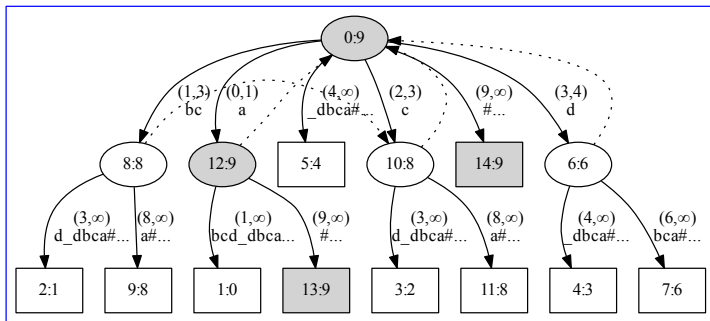 0:9
(1,3)
bc
(0,1)
a
(4,∞)
_dbca#...
(2,3)
c
(9,∞)
#...
(3,4)
d
8:8
12:9
5:4
10:8
14:9
6:6
(3,∞)
d_dbca#...
(8,∞)
a#...
(1,∞)
bcd_dbca...
(9,∞)
#...
(3,∞)
d_dbca#...
(8,∞)
a#...
(4,∞)
_dbca#...
(6,∞)
bca#...
2:1
9:8
1:0
13:9
3:2
11:8
4:3
7:6